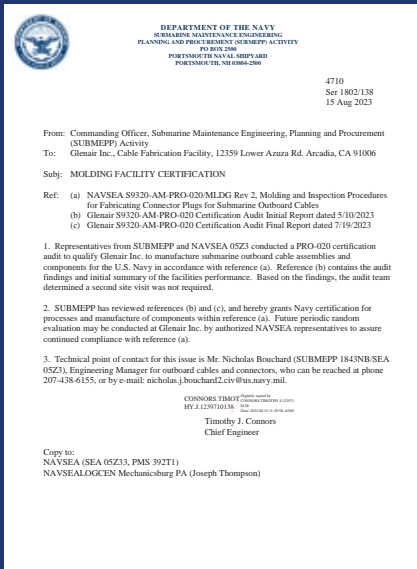 DEPARTMENT OF THE NAVY
SUBMARINE MAINTENANCE ENGINEERING
PLANNING AND PROCUREMENT (SUBMEPP) ACTIVITY
PO BOX 2500
PORTSMOUTH NAVAL SHIPYARD
PORTSMOUTH, NH 03804-2500
4710
Ser 1802/138
15 Aug 2023
From: Commanding Officer, Submarine Maintenance Engineering, Planning and Procurement
(SUBMEPP) Activity
To: Glenair Inc., Cable Fabrication Facility, 12359 Lower Azuza Rd. Arcadia, CA 91006
Subj: MOLDING FACILITY CERTIFICATION
Ref: (a) NAVSEA S9320-AM-PRO-020/MLDG Rev 2, Molding and Inspection Procedures
for Fabricating Connector Plugs for Submarine Outboard Cables
(b) Glenair S9320-AM-PRO-020 Certification Audit Initial Report dated 5/10/2023
(c) Glenair S9320-AM-PRO-020 Certification Audit Final Report dated 7/19/2023
1. Representatives from SUBMEPP and NAVSEA 05Z3 conducted a PRO-020 certification
audit to qualify Glenair Inc. to manufacture submarine outboard cable assemblies and
components for the U.S. Navy in accordance with reference (a). Reference (b) contains the audit
findings and initial summary of the facilities performance. Based on the findings, the audit team
determined a second site visit was not required.
2. SUBMEPP has reviewed references (b) and (c), and hereby grants Navy certification for
processes and manufacture of components within reference (a). Future periodic random
evaluation may be conducted at Glenair Inc. by authorized NAVSEA representatives to assure
continued compliance with reference (a).
3. Technical point of contact for this issue is Mr. Nicholas Bouchard (SUBMEPP 1843NB/SEA
05Z3), Engineering Manager for outboard cables and connectors, who can be reached at phone
207-438-6155, or by e-mail: nicholas.j.bouchard2.civ@us.navy.mil.
CONNORS.TIMOT
HY.J.1239710138
Digitally signed by
Timothy J. Connors
Chief Engineer
Copy to:
NAVSEA (SEA 05Z33, PMS 392T1)
NAVSEALOGCEN Mechanicsburg PA (Joseph Thompson)